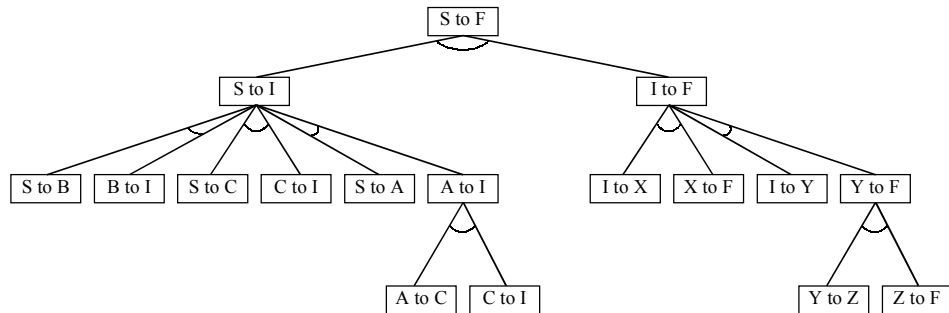 S to F
S to I
I to F
S to B
B to I
S to C
C to I
S to A
A to I
I to X
X to F
I to Y
Y to F
A to C
C to I
Y to Z
Z to F